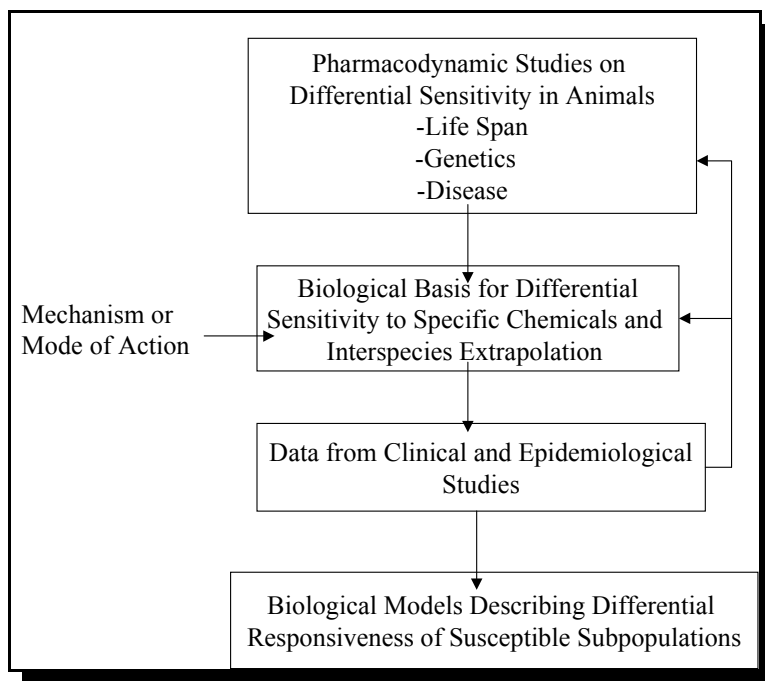 Pharmacodynamic Studies on
Differential Sensitivity in Animals
-Life Span
-Genetics
-Disease
Mechanism or
Mode of Action
Biological Basis for Differential
Sensitivity to Specific Chemicals and
Interspecies Extrapolation
Data from Clinical and Epidemiological
Studies
Biological Models Describing Differential
Responsiveness of Susceptible Subpopulations